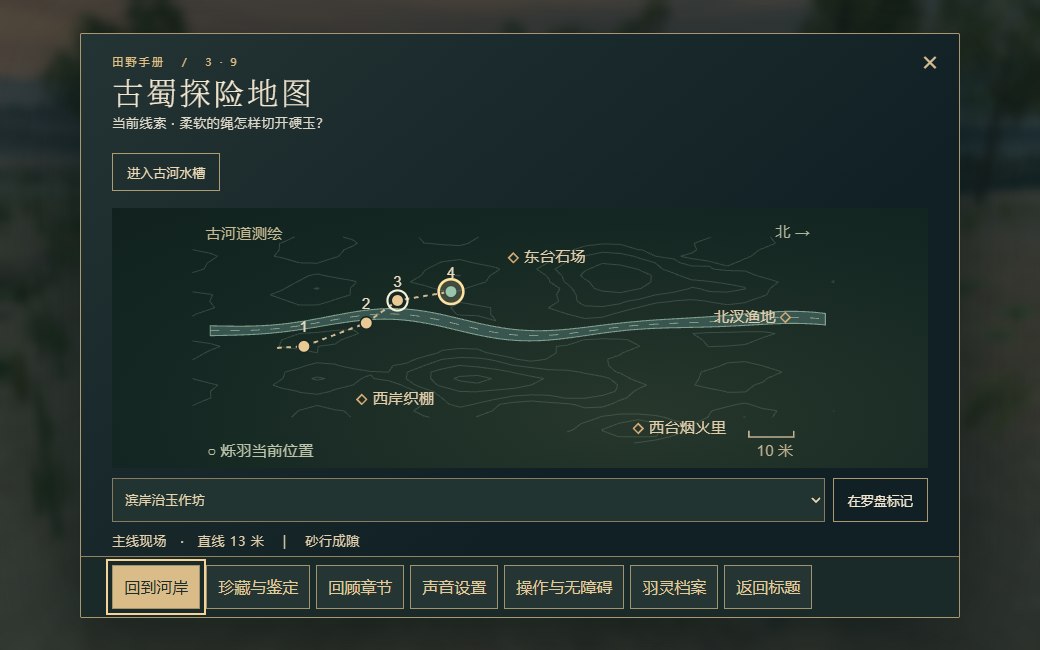 田野手册 / 3 · 9
古蜀探险地图
当前线索 · 柔软的绳怎样切开硬玉?
进入古河水槽
古河道测绘
北 →
东台石场
4
3
2
1
北汊渔地
西岸织棚
西台烟火里
烁羽当前位置
10 米
滨岸治玉作坊
在罗盘标记
主线现场 · 直线 13 米 | 砂行成隙
回到河岸
珍藏与鉴定
回顾章节
声音设置
操作与无障碍
羽灵档案
返回标题